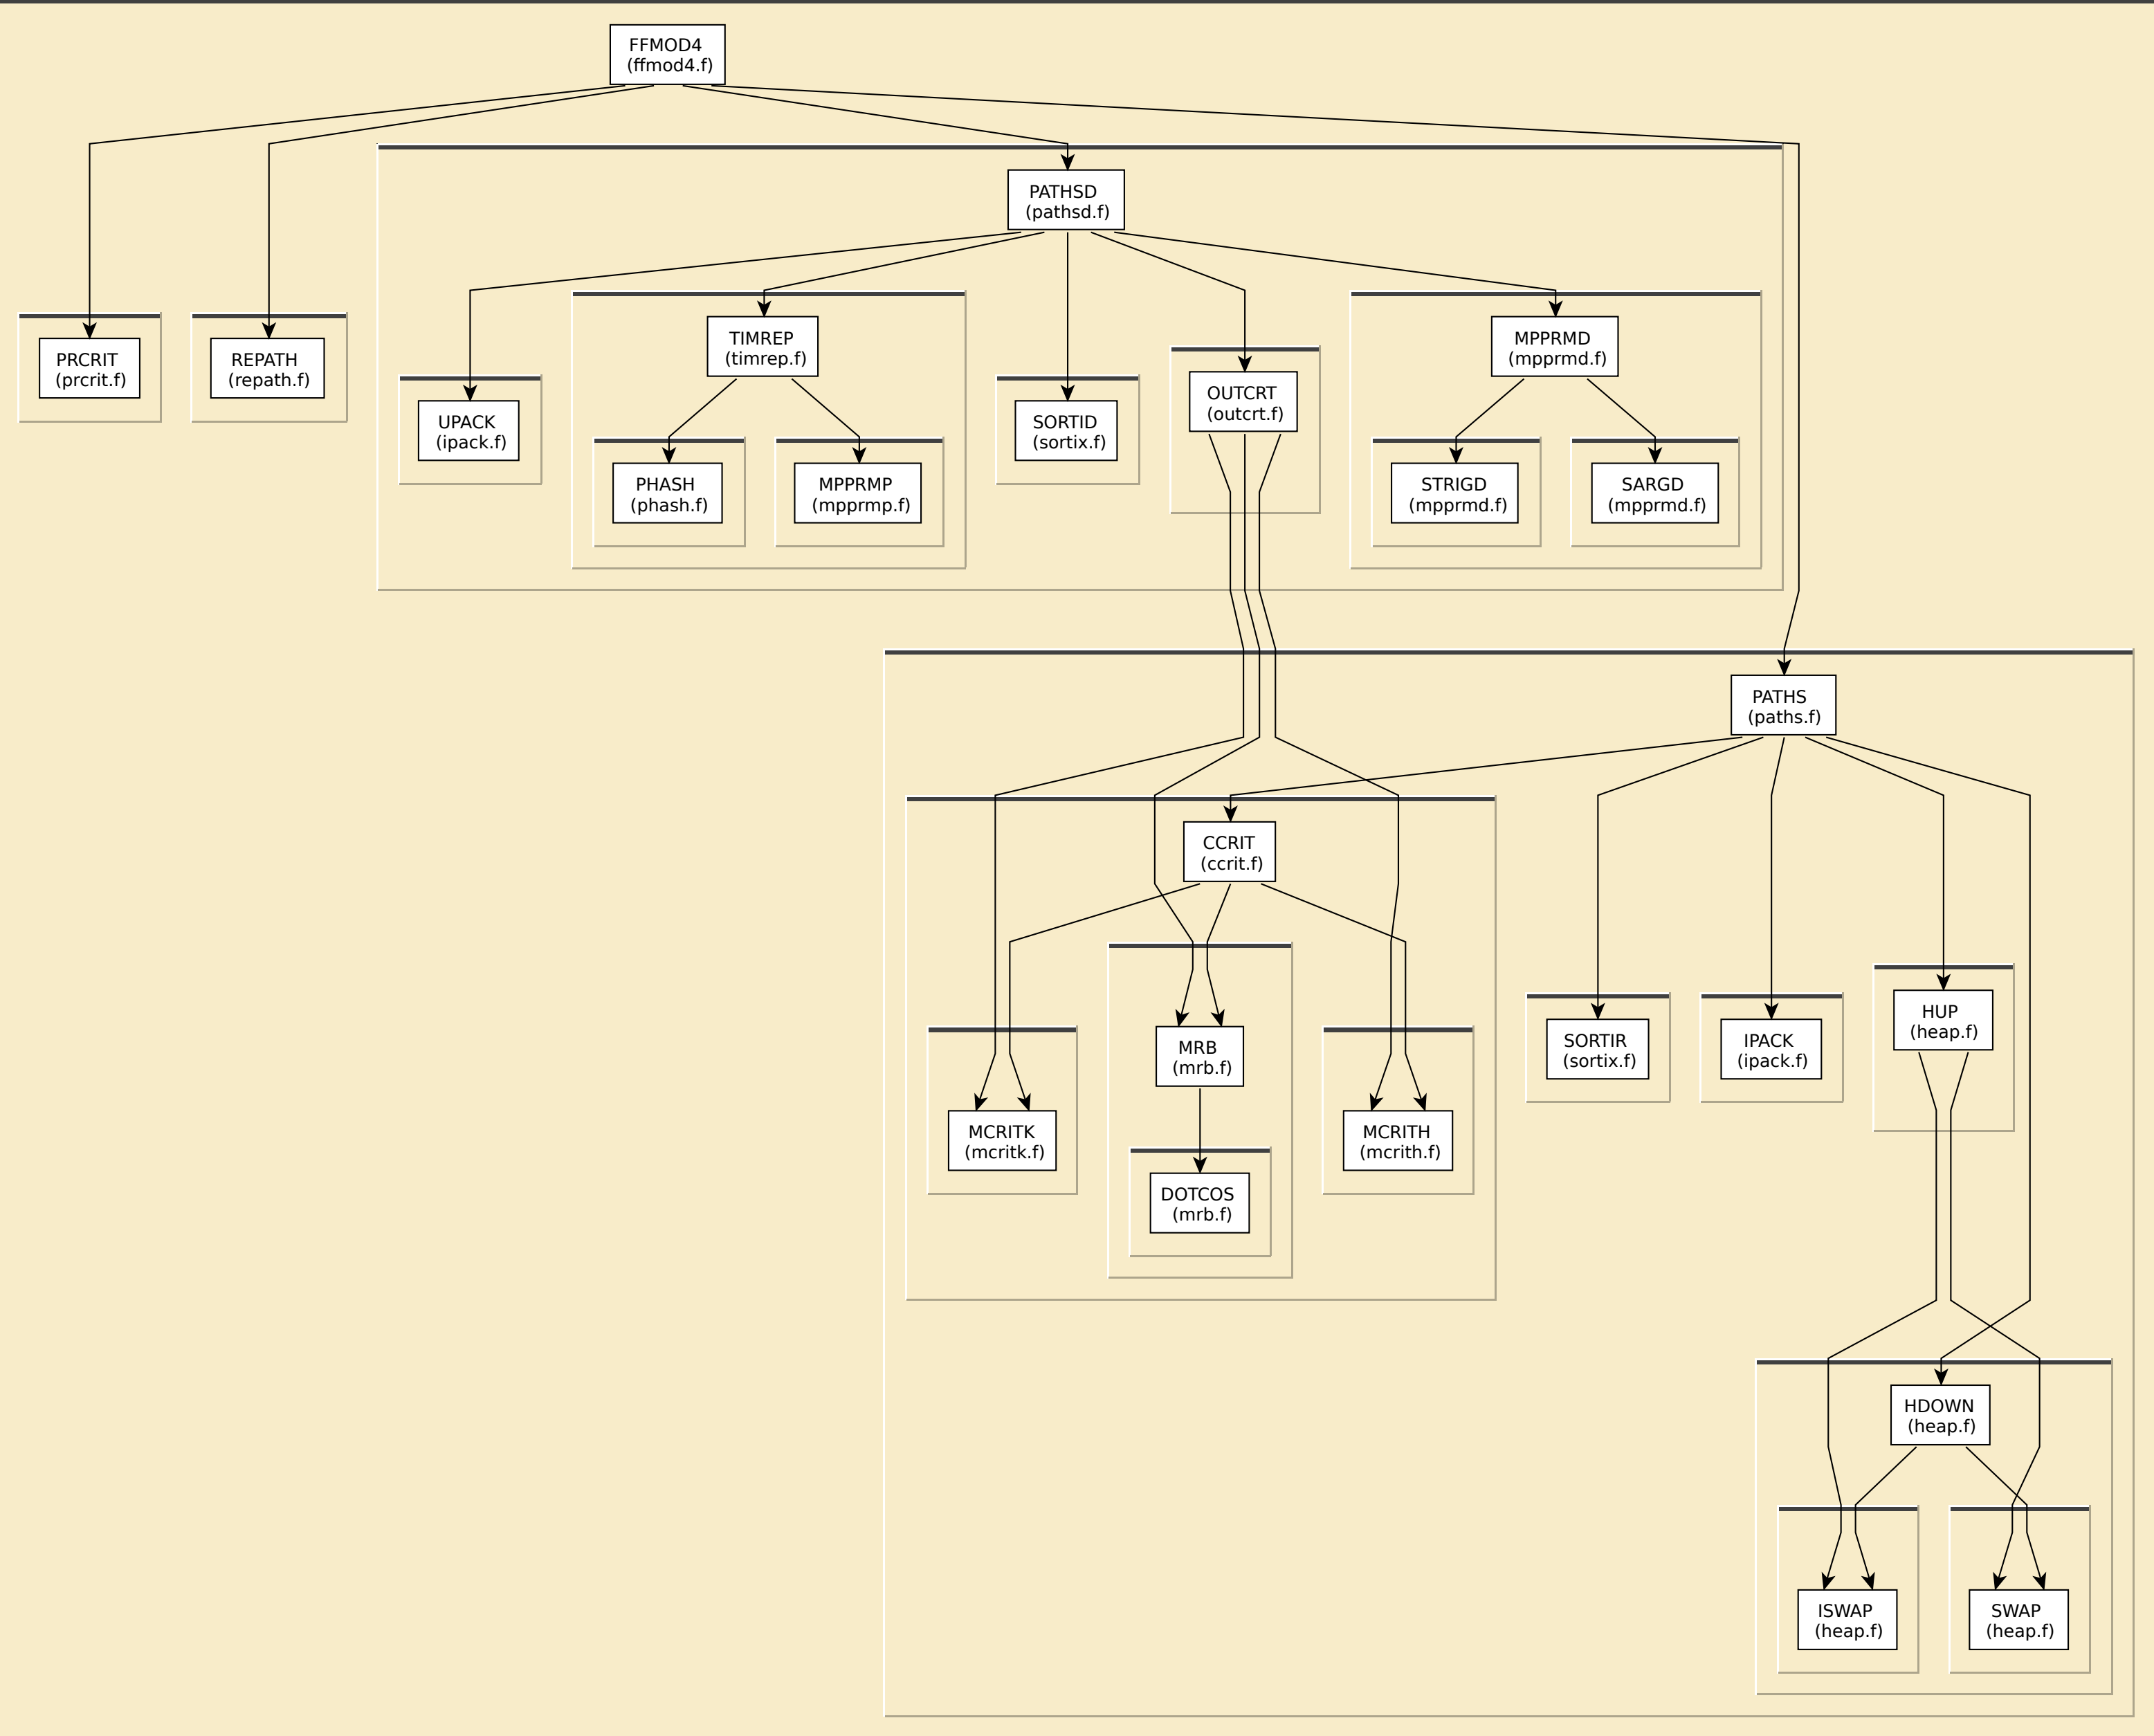 FFMOD4
(ffmod4.f)
PATHSD
(pathsd.f)
PRCRIT
(prcrit.f)
REPATH
(repath.f)
UPACK
(ipack.f)
TIMREP
(timrep.f)
PHASH
(phash.f)
MPPRMP
(mpprmp.f)
SORTID
(sortix.f)
OUTCRT
(outcrt.f)
MPPRMD
(mpprmd.f)
STRIGD
(mpprmd.f)
SARGD
(mpprmd.f)
PATHS
(paths.f)
CCRIT
(ccrit.f)
MCRITK
(mcritk.f)
MRB
(mrb.f)
DOTCOS
(mrb.f)
MCRITH
(mcrith.f)
SORTIR
(sortix.f)
IPACK
(ipack.f)
HUP
(heap.f)
HDOWN
(heap.f)
ISWAP
(heap.f)
SWAP
(heap.f)